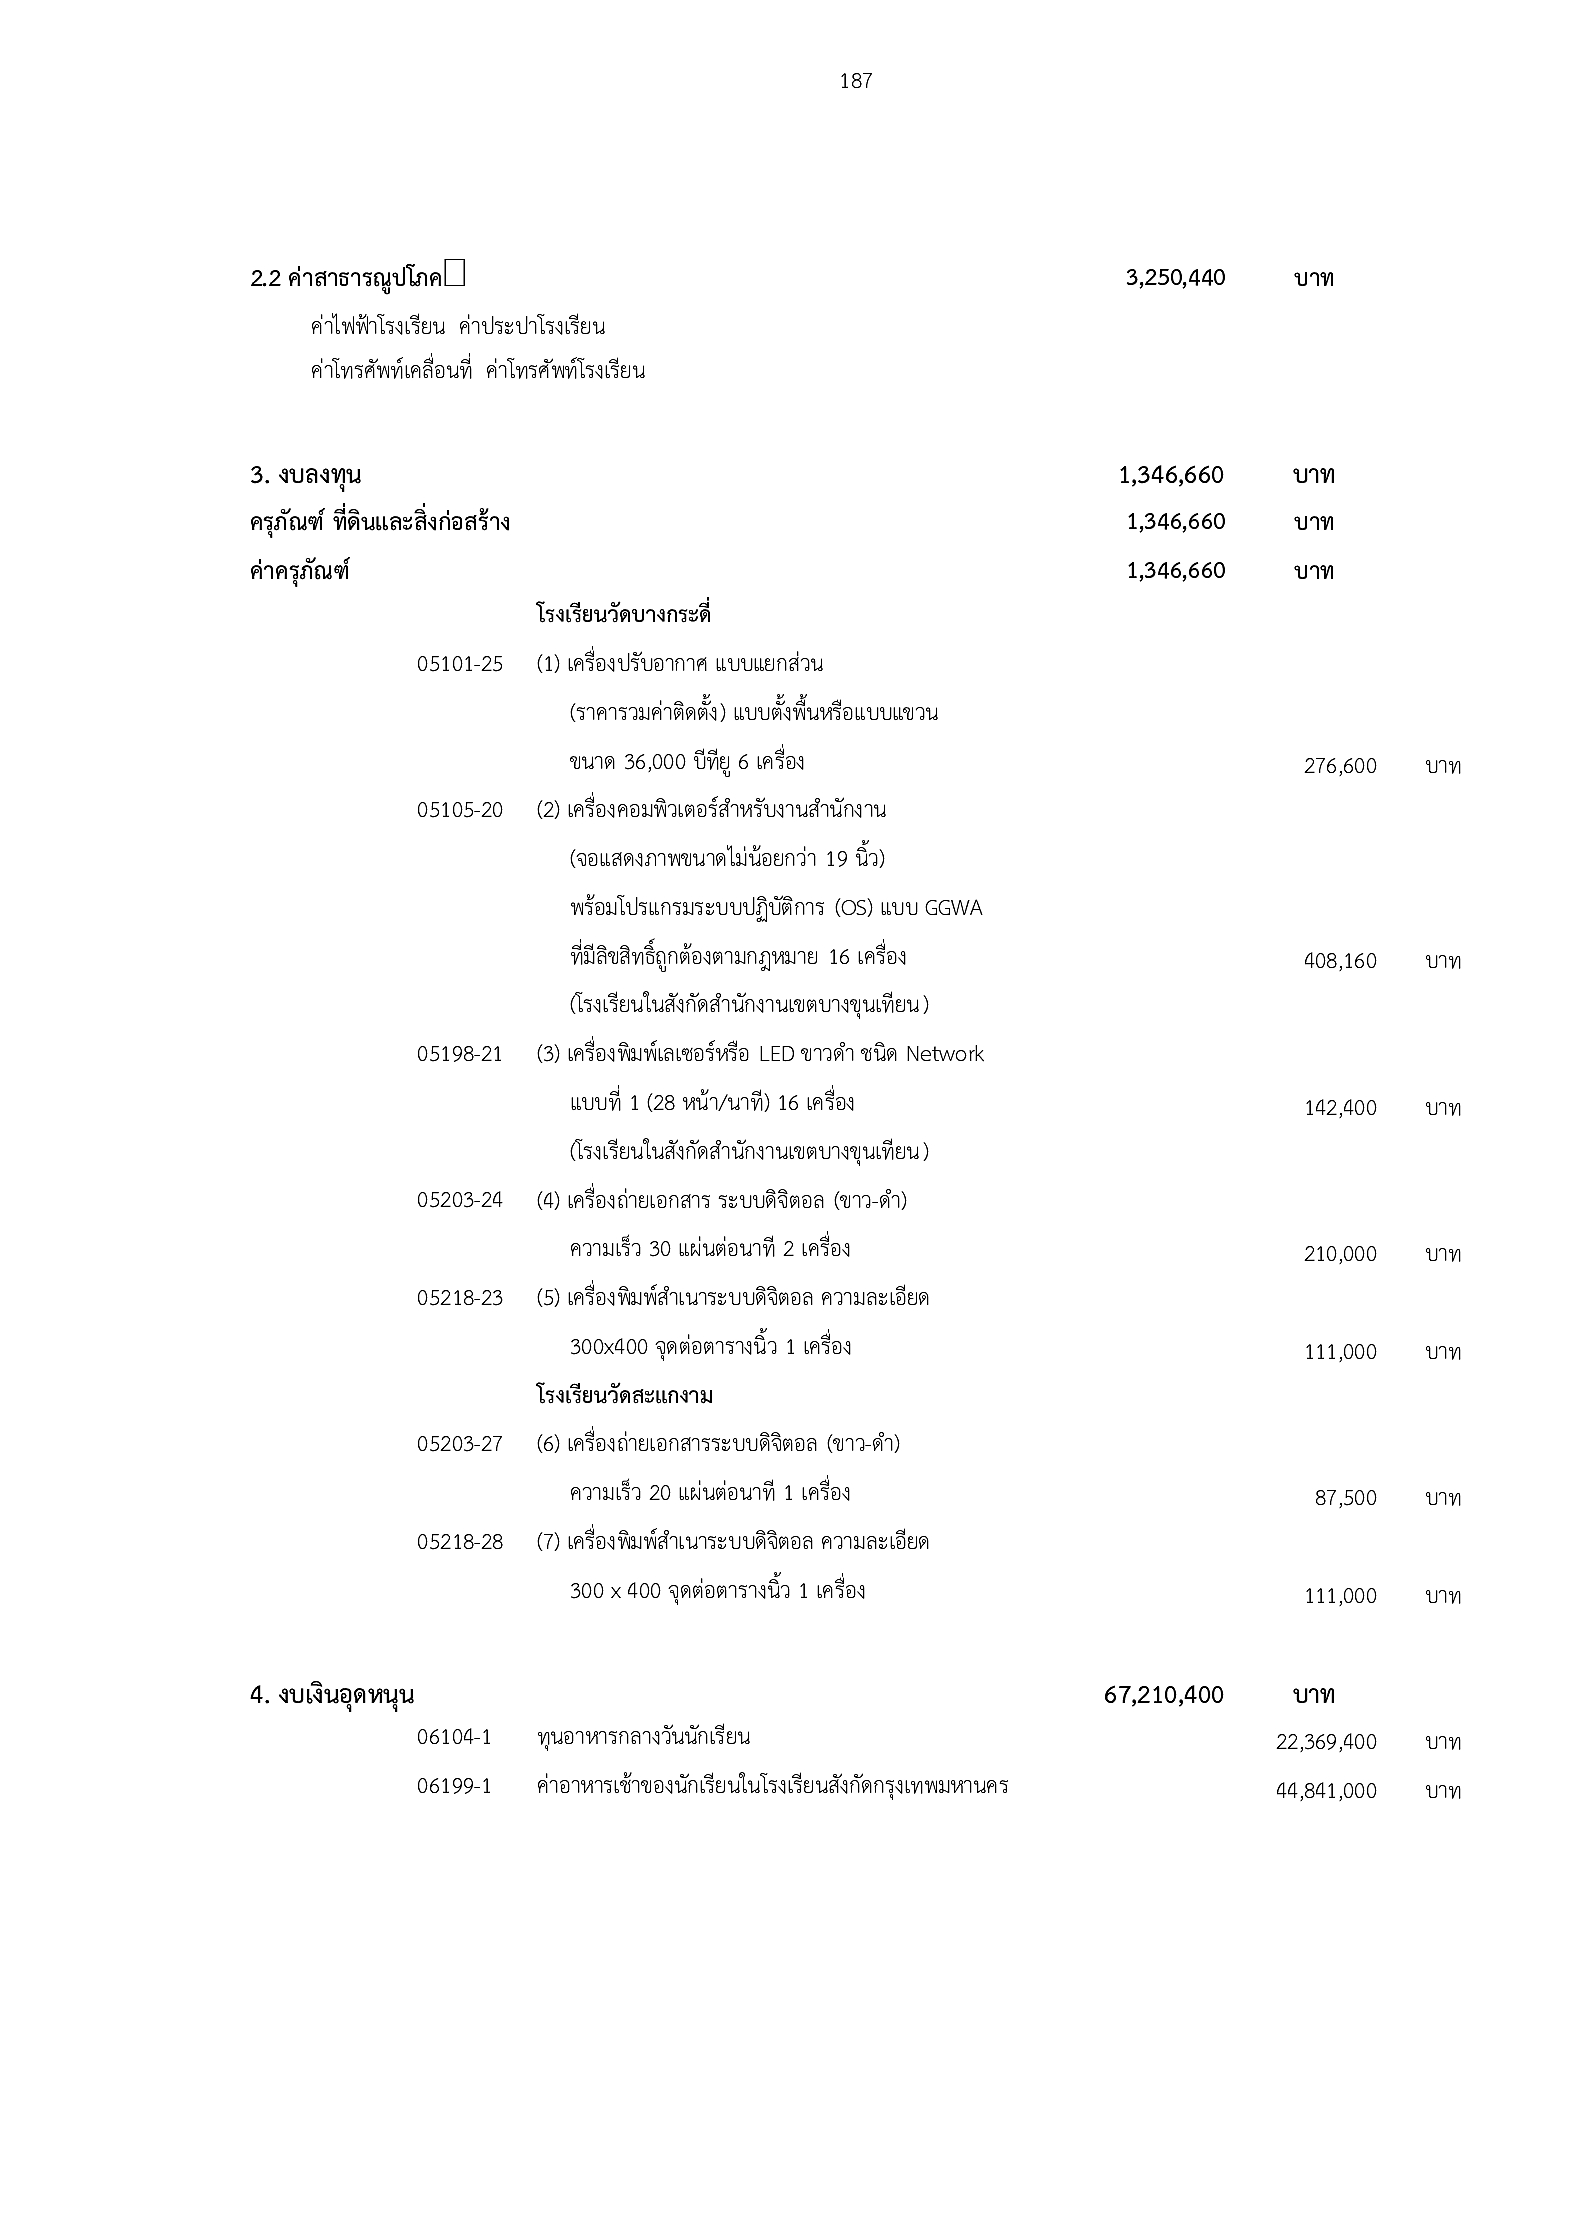 187
2.2 ค่าสาธารณูปโภค 3,250,440 บาท
ค่าไฟฟ้าโรงเรียน ค่าประปาโรงเรียน
ค่าโทรศัพท์เคลื่อนที่ ค่าโทรศัพท์โรงเรียน
3. งบลงทุน 1,346,660 บาท
ครุภัณฑ์ ที่ดินและสิ่งก่อสร้าง 1,346,660 บาท
ค่าครุภัณฑ์ 1,346,660 บาท
โรงเรียนวัดบางกระดี่
05101-25 (1) เครื่องปรับอากาศ แบบแยกส่วน
(ราคารวมค่าติดตั้ง) แบบตั้งพื้นหรือแบบแขวน
ขนาด 36,000 บีทียู 6 เครื่อง 276,600 บาท
05105-20 (2) เครื่องคอมพิวเตอร์สำหรับงานสำนักงาน
(จอแสดงภาพขนาดไม่น้อยกว่า 19 นิ้ว)
พร้อมโปรแกรมระบบปฏิบัติการ (OS) แบบ GGWA
ที่มีลิขสิทธิ์ถูกต้องตามกฎหมาย 16 เครื่อง 408,160 บาท
(โรงเรียนในสังกัดสำนักงานเขตบางขุนเทียน)
05198-21 (3) เครื่องพิมพ์เลเซอร์หรือ LED ขาวดำ ชนิด Network
แบบที่ 1 (28 หน้า/นาที) 16 เครื่อง 142,400 บาท
(โรงเรียนในสังกัดสำนักงานเขตบางขุนเทียน)
05203-24 (4) เครื่องถ่ายเอกสาร ระบบดิจิตอล (ขาว-ดำ)
ความเร็ว 30 แผ่นต่อนาที 2 เครื่อง 210,000 บาท
05218-23 (5) เครื่องพิมพ์สำเนาระบบดิจิตอล ความละเอียด
300x400 จุดต่อตารางนิ้ว 1 เครื่อง 111,000 บาท
โรงเรียนวัดสะแกงาม
05203-27 (6) เครื่องถ่ายเอกสารระบบดิจิตอล (ขาว-ดำ)
ความเร็ว 20 แผ่นต่อนาที 1 เครื่อง 87,500 บาท
05218-28 (7) เครื่องพิมพ์สำเนาระบบดิจิตอล ความละเอียด
300 x 400 จุดต่อตารางนิ้ว 1 เครื่อง 111,000 บาท
4. งบเงินอุดหนุน 67,210,400 บาท
06104-1 ทุนอาหารกลางวันนักเรียน 22,369,400 บาท
06199-1 ค่าอาหารเช้าของนักเรียนในโรงเรียนสังกัดกรุงเทพมหานคร 44,841,000 บาท